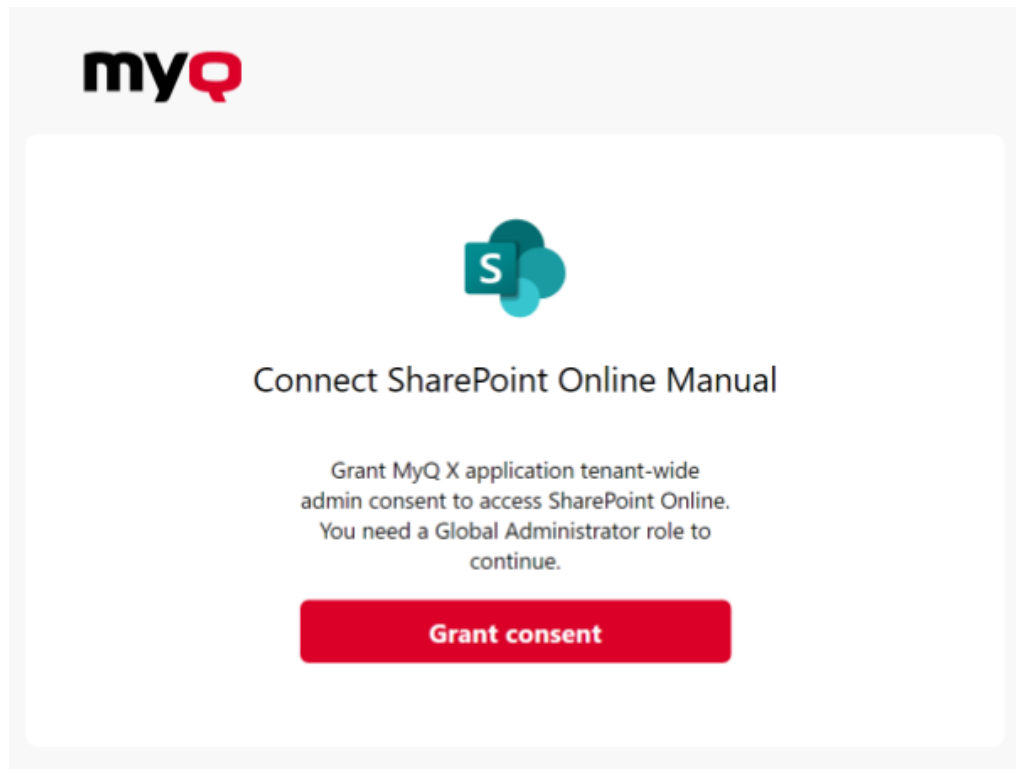 myQ
S
Connect SharePoint Online Manual
Grant MyQ X application tenant-wide
admin consent to access SharePoint Online.
You need a Global Administrator role to
continue.
Grant consent